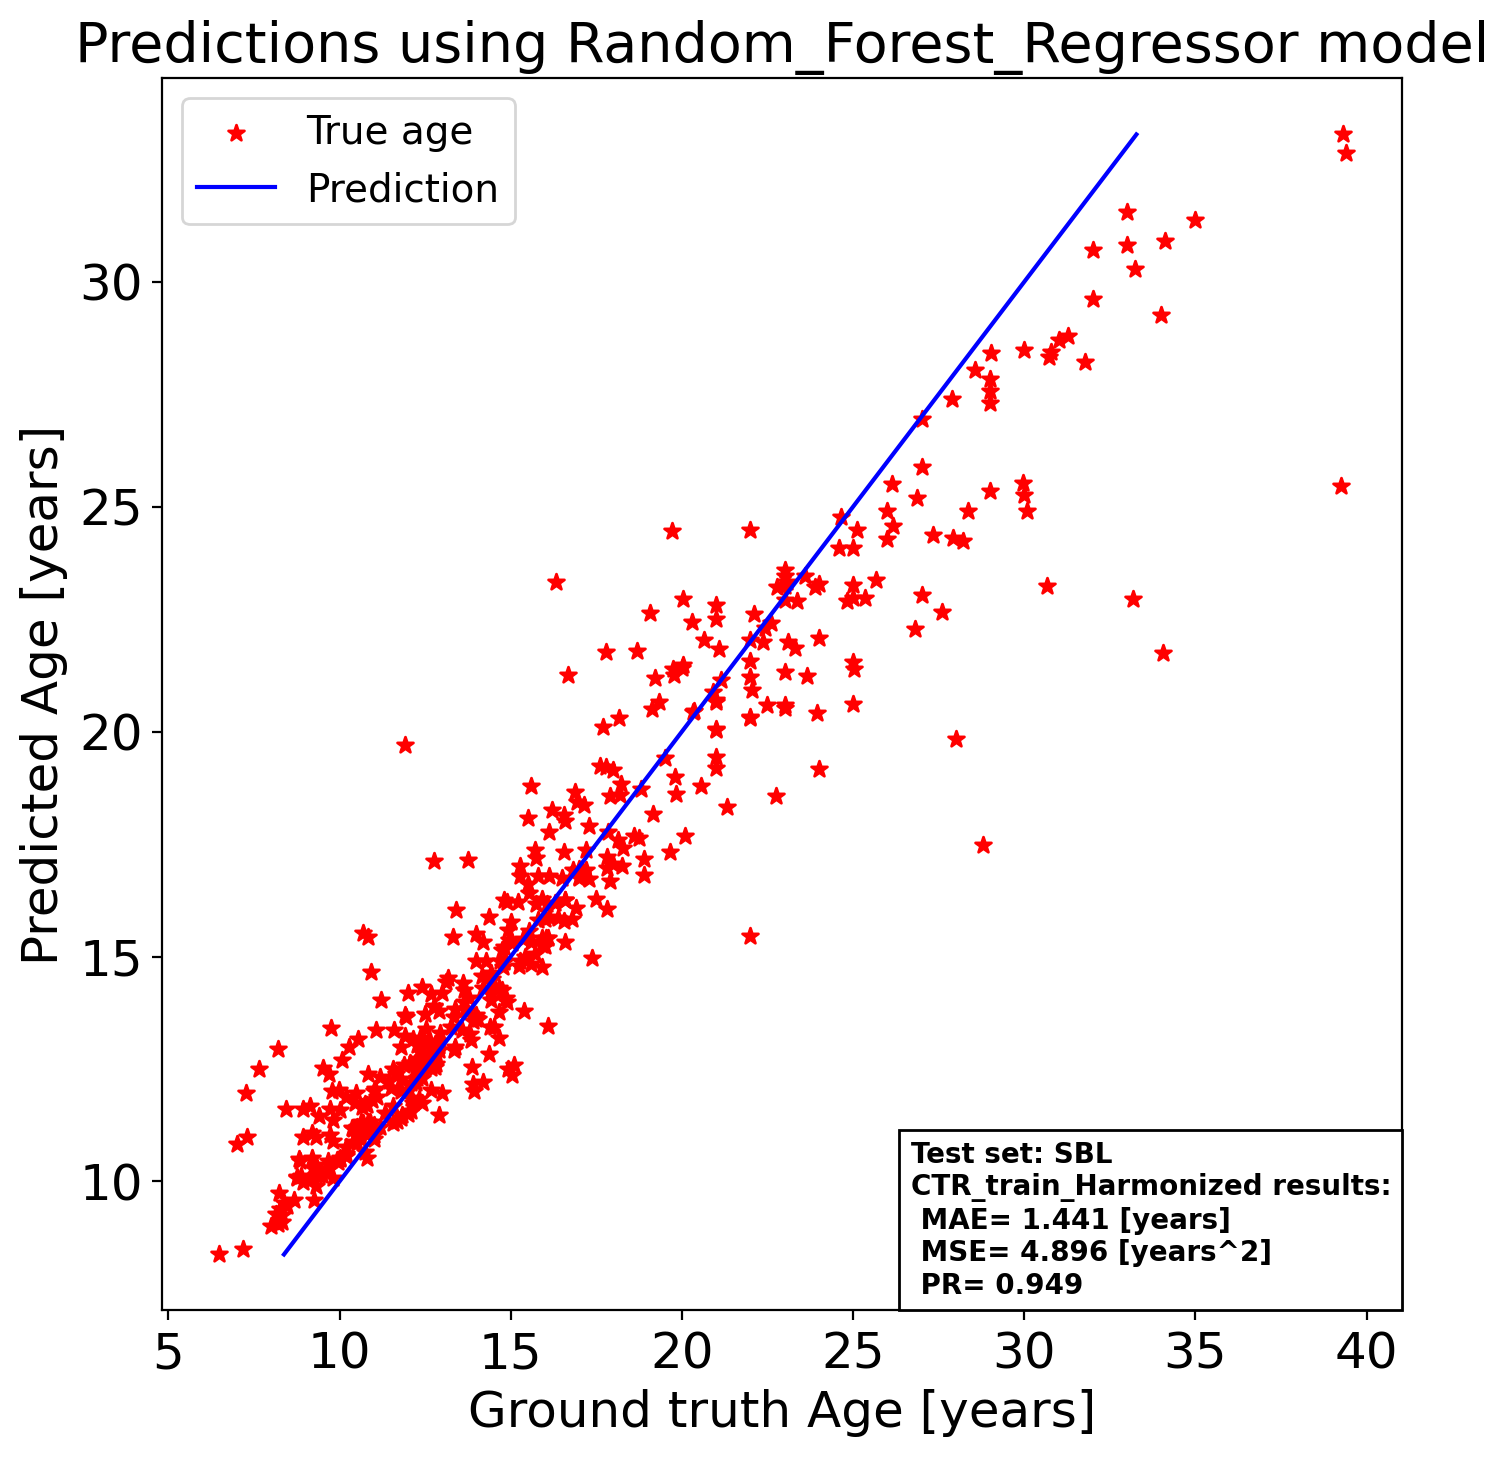 Predictions using Random_Forest_Regressor model
True age
Prediction
Predicted Age [years]
30
25
20
15
10
Test set: SBL
CTR_train_Harmonized results:
MAE= 1.441 [years]
MSE= 4.896 [years^2]
PR= 0.949
5 10 15 20 25 30 35 40
Ground truth Age [years]